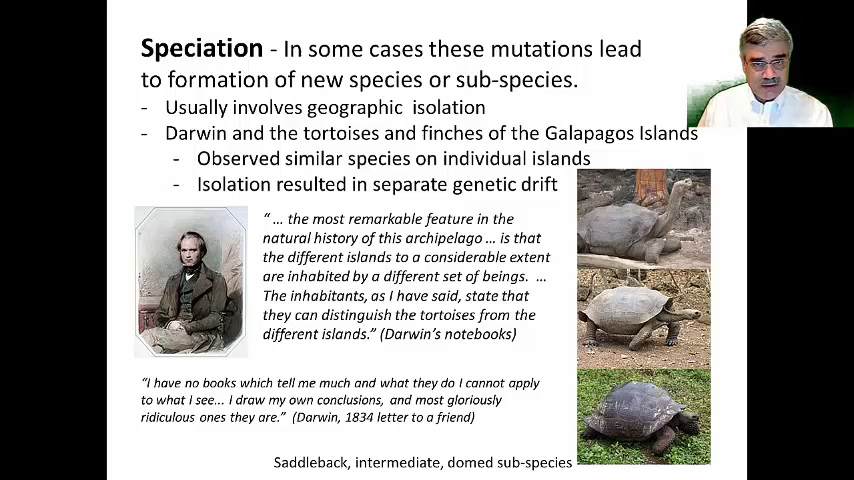 Speciation - In some cases these mutations lead
to formation of new species or sub-species.
- Usually involves geographic isolation
- Darwin and the tortoises and finches of the Galapagos Islands
- Observed similar species on individual islands
- Isolation resulted in separate genetic drift
“ … the most remarkable feature in the
natural history of this archipelago … is that
the different islands to a considerable extent
are inhabited by a different set of beings. …
The inhabitants, as I have said, state that
they can distinguish the tortoises from the
different islands.” (Darwin’s notebooks)
“I have no books which tell me much and what they do I cannot apply
to what I see... I draw my own conclusions, and most gloriously
ridiculous ones they are.” (Darwin, 1834 letter to a friend)
Saddleback, intermediate, domed sub-species